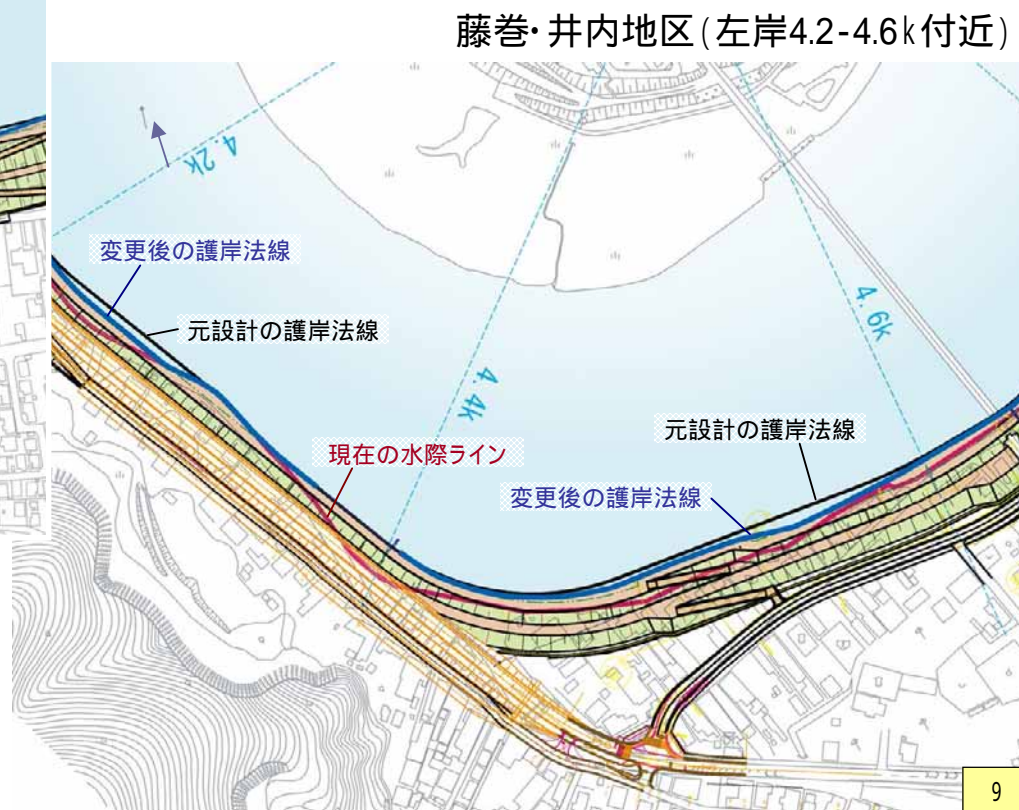 藤巻・井内地区(左岸4.2-4.6k付近)
4.2k
変更後の護岸法線
元設計の護岸法線
4.4k
4.6k
現在の水際ライン
元設計の護岸法線
変更後の護岸法線
9